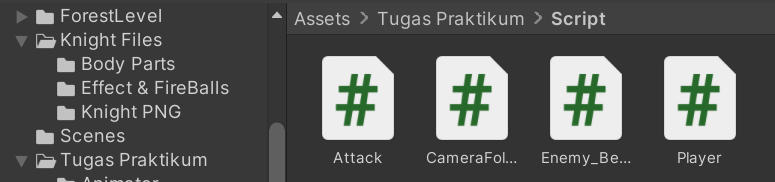 ForestLevel
Knight Files
Body Parts
Effect & FireBalls
Knight PNG
Scenes
Tugas Praktikum
Animator
Assets > Tugas Praktikum > Script
Attack
CameraFol...
Enemy_Be...
Player